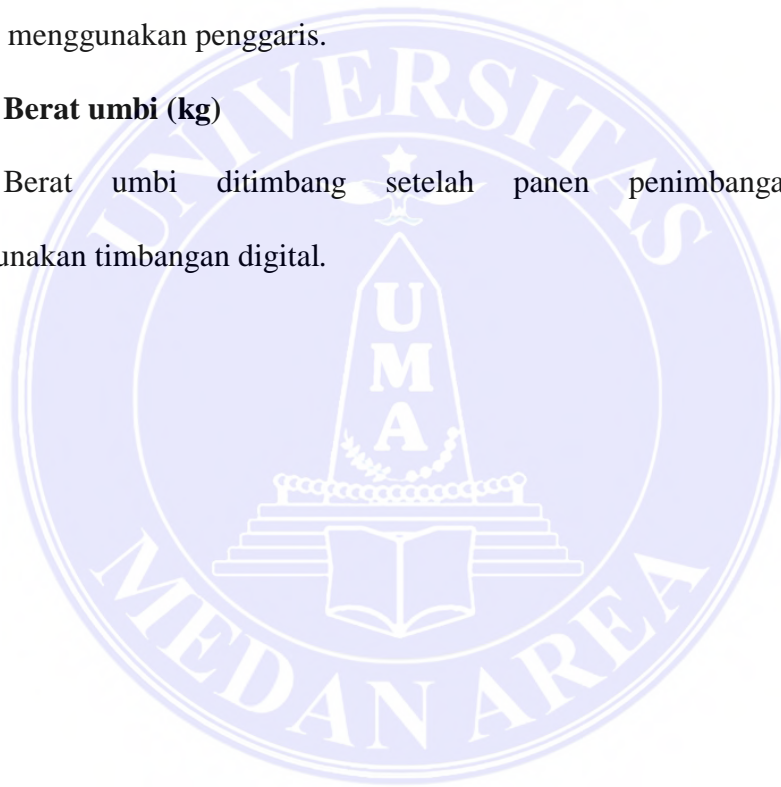 menggunakan penggaris.
Berat umbi (kg)
Berat umbi ditimbang setelah panen penimbanga
unakan timbangan digital.
UNIVERSITAS
UMA
MEDAN AREA